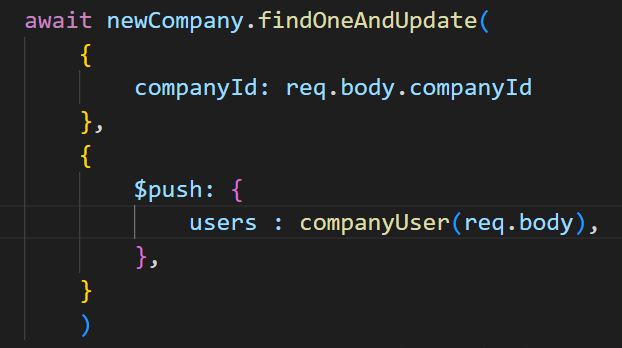 await newCompany.findOneAndUpdate(
{
companyId: req.body.companyId
},
{
$push: {
users : companyUser(req.body),
},
}
)